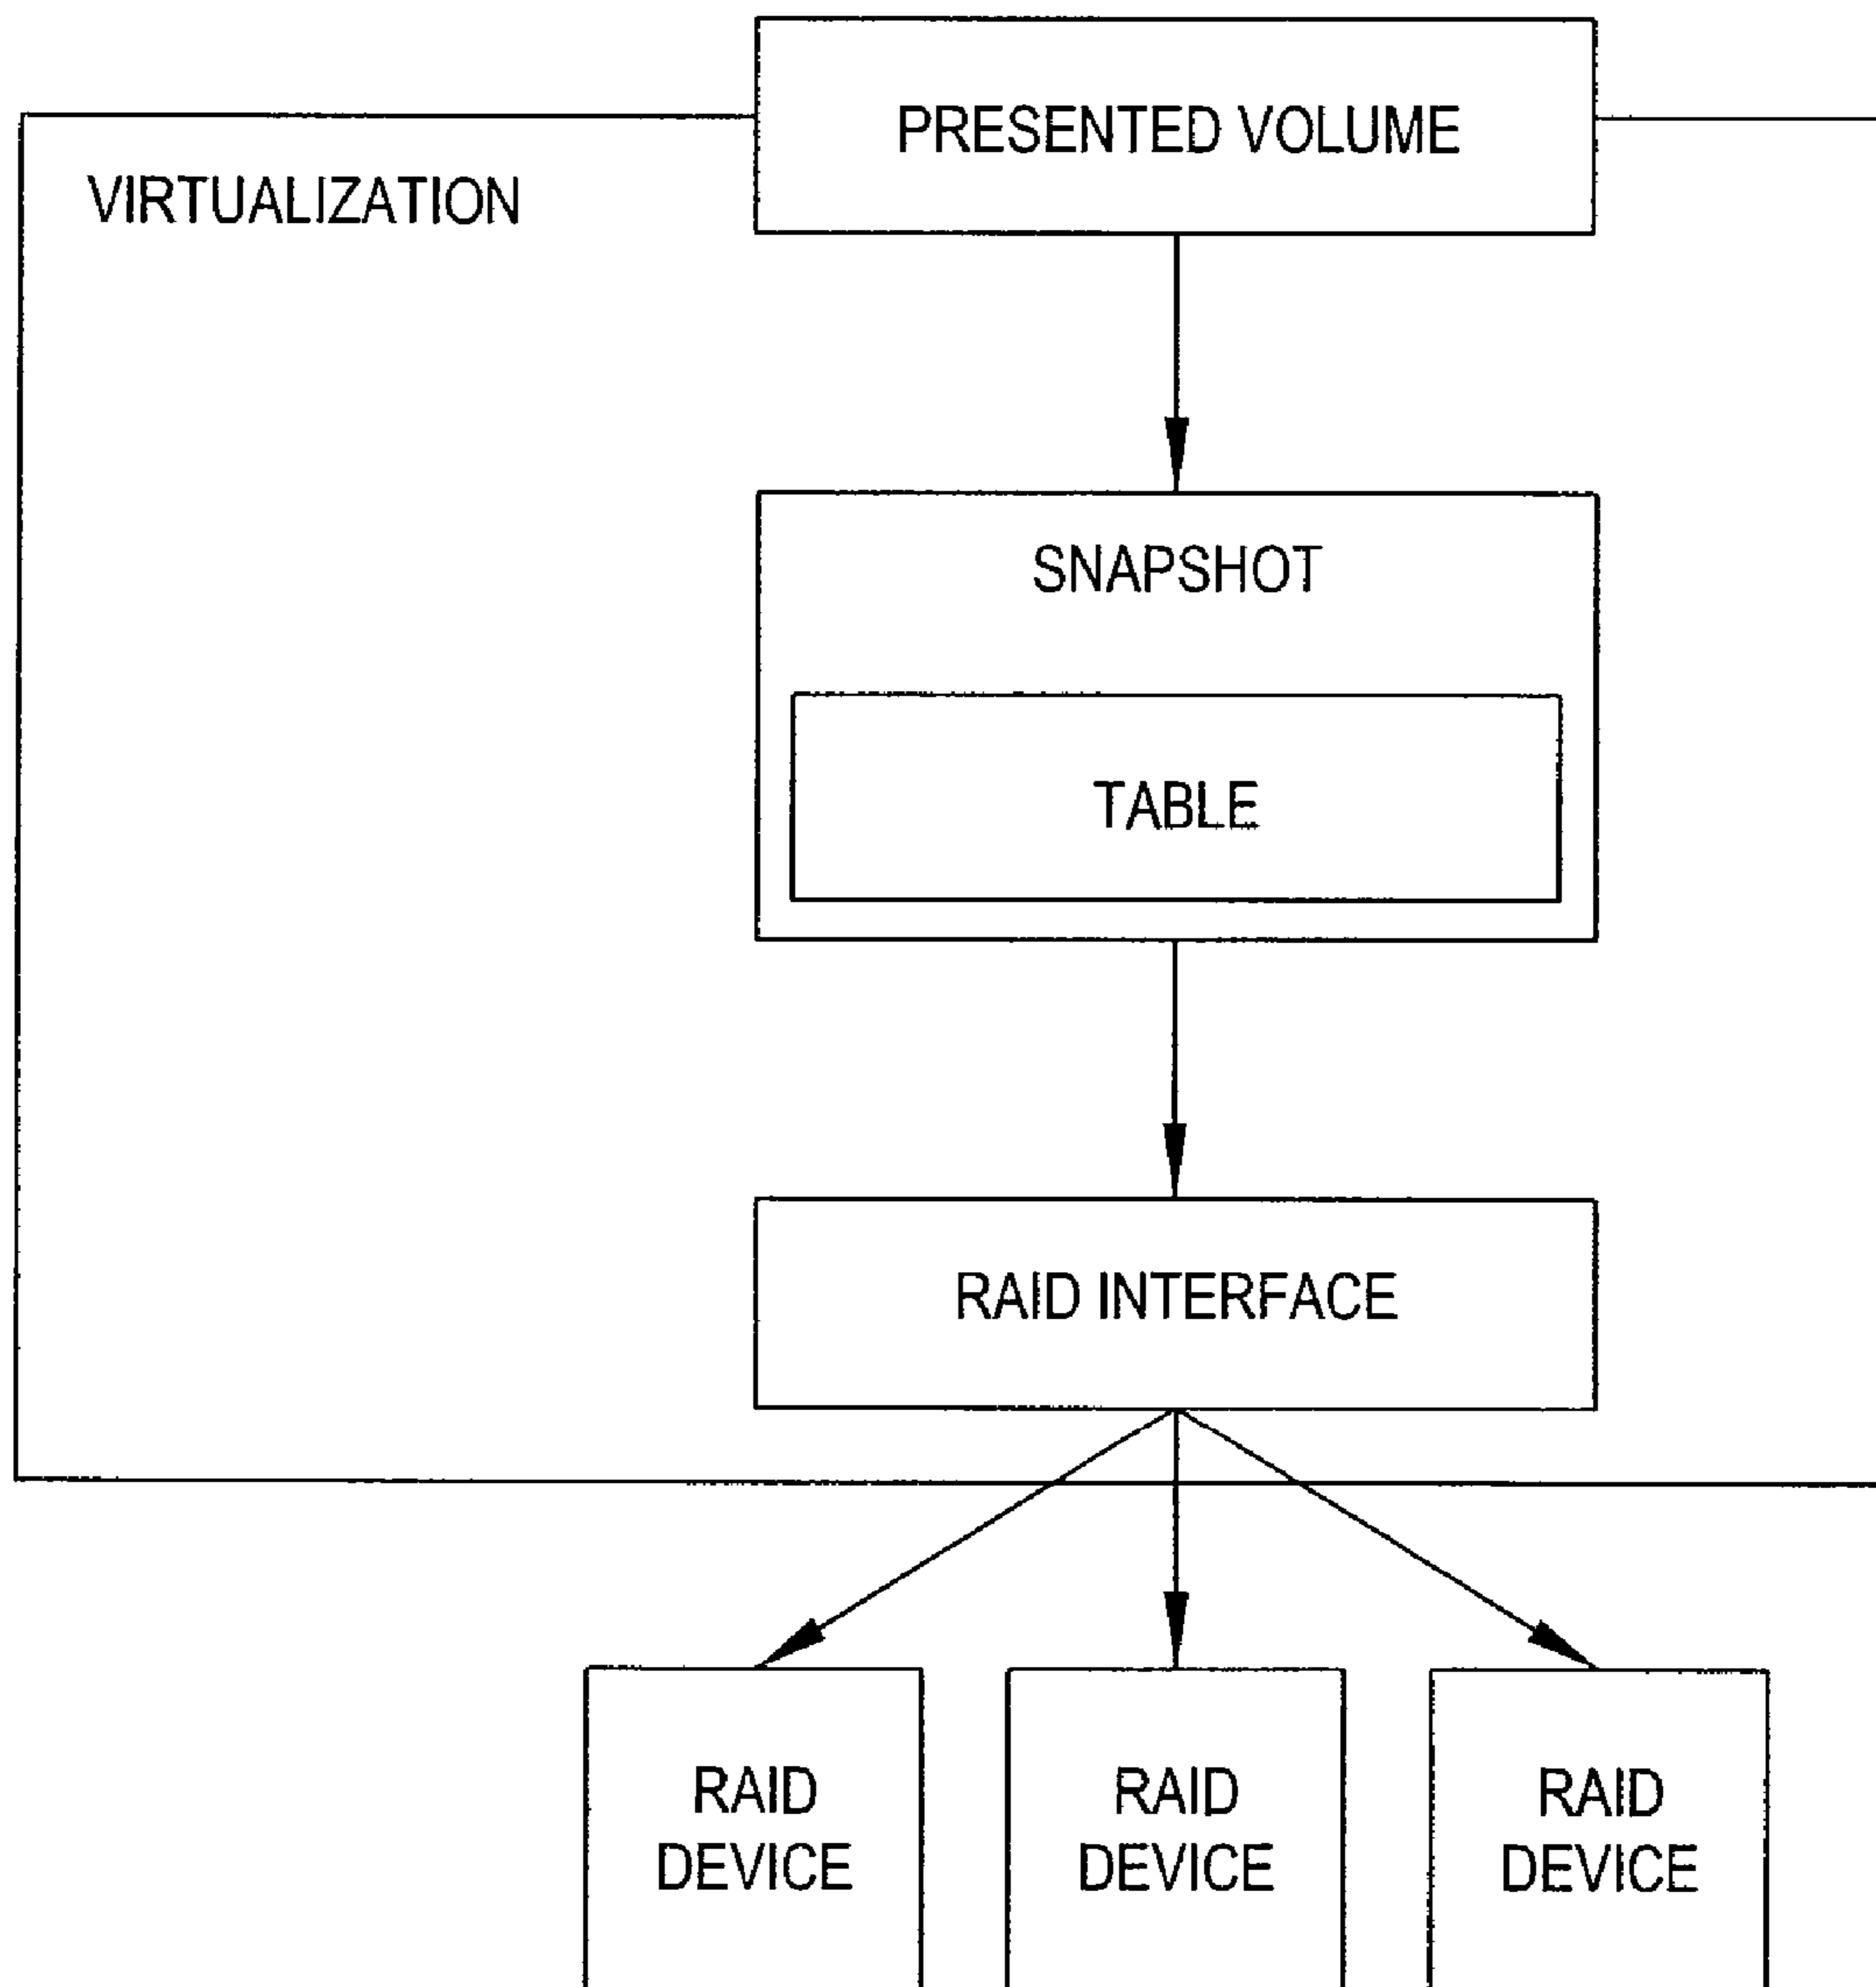 PRESENTED VOLUME
VIRTUALIZATION
SNAPSHOT
TABLE
RAID INTERFACE
RAID
DEVICE
RAID
DEVICE
RAID
DEVICE